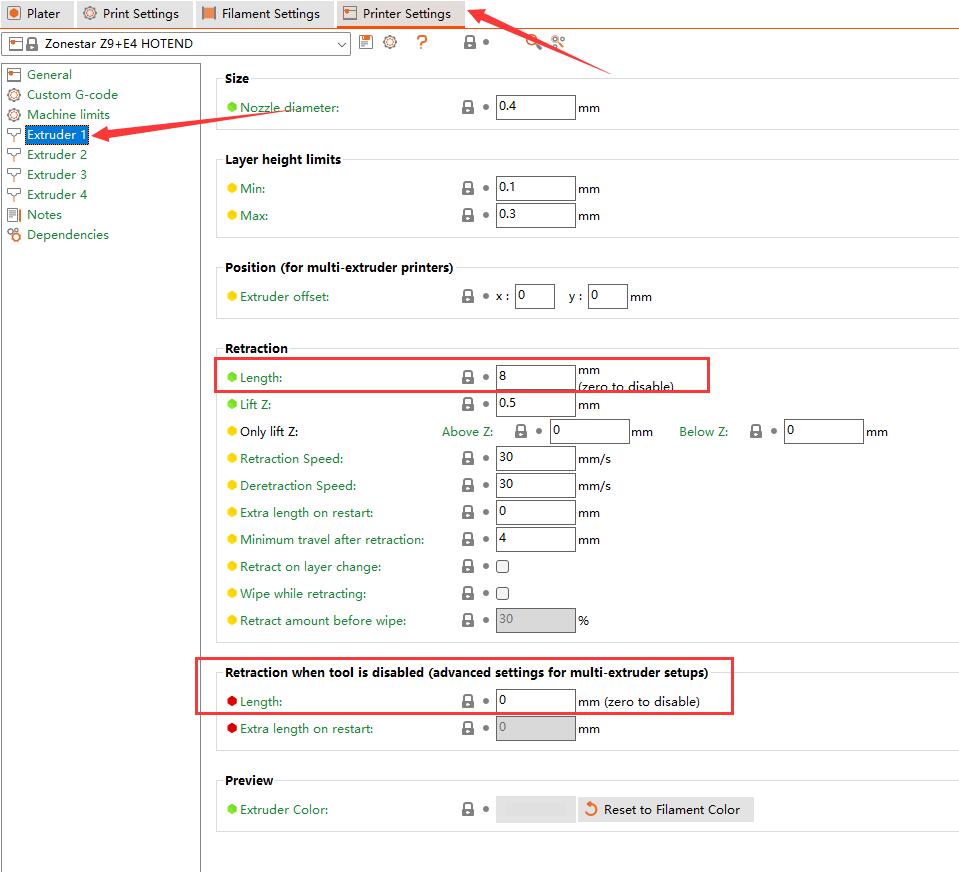 Plater Print Settings Filament Settings Printer Settings
Zonestar Z9+E4 HOTEND ?
General
Custom G-code
Machine limits
Extruder 1
Extruder 2
Extruder 3
Extruder 4
Notes
Dependencies
Size
Nozzle diameter: 0.4 mm
Layer height limits
Min: 0.1 mm
Max: 0.3 mm
Position (for multi-extruder printers)
Extruder offset: x : 0 y : 0 mm
Retraction
Length: 8 mm
(zero to disable)
Lift Z: 0.5 mm
Only lift Z: Above Z: 0 mm Below Z: 0 mm
Retraction Speed: 30 mm/s
Deretraction Speed: 30 mm/s
Extra length on restart: 0 mm
Minimum travel after retraction: 4 mm
Retract on layer change:
Wipe while retracting:
Retract amount before wipe: 30 %
Retraction when tool is disabled (advanced settings for multi-extruder setups)
Length: 0 mm (zero to disable)
Extra length on restart: 0 mm
Preview
Extruder Color: Reset to Filament Color